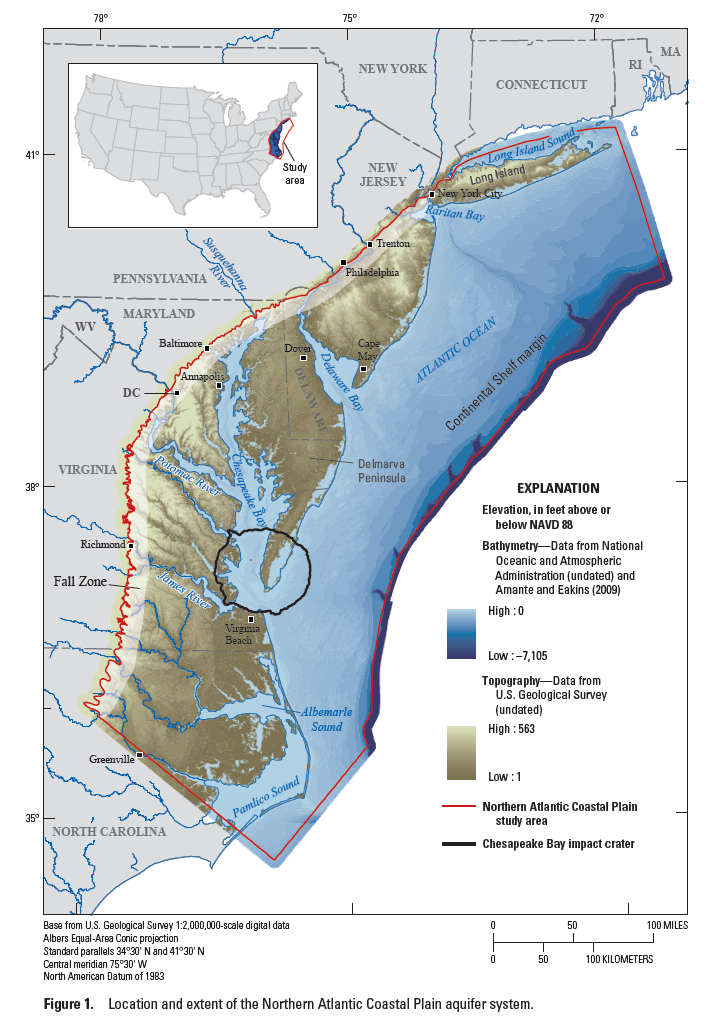 78°
75°
72°
NEW YORK
MA
RI
CONNECTICUT
41°
Study
area
NEW
JERSEY
Long Island Sound
Long Island
New York City
Raritan Bay
Susquehanna
River
Trenton
Philadelphia
PENNSYLVANIA
MARYLAND
WV
Baltimore
Dover
Cape
May
ATLANTIC OCEAN
Annapolis
DELAWARE
Delaware Bay
DC
Continental Shelf margin
Chesapeake Bay
Delmarva
Peninsula
VIRGINIA
38°
Potomac River
Richmond
Fall Zone
James River
Virginia
Beach
Albemarle
Sound
Greenville
Pamlico Sound
35°
NORTH CAROLINA
EXPLANATION
Elevation, in feet above or
below NAVD 88
Bathymetry—Data from National
Oceanic and Atmospheric
Administration (undated) and
Amante and Eakins (2009)
High : 0
Low : –7,105
Topography—Data from
U.S. Geological Survey
(undated)
High : 563
Low : 1
Northern Atlantic Coastal Plain
study area
Chesapeake Bay impact crater
Base from U.S. Geological Survey 1:2,000,000-scale digital data
Albers Equal-Area Conic projection
Standard parallels 34°30' N and 41°30' N
Central meridian 75°30' W
North American Datum of 1983
0 50 100 MILES
0 50 100 KILOMETERS
Figure 1. Location and extent of the Northern Atlantic Coastal Plain aquifer system.